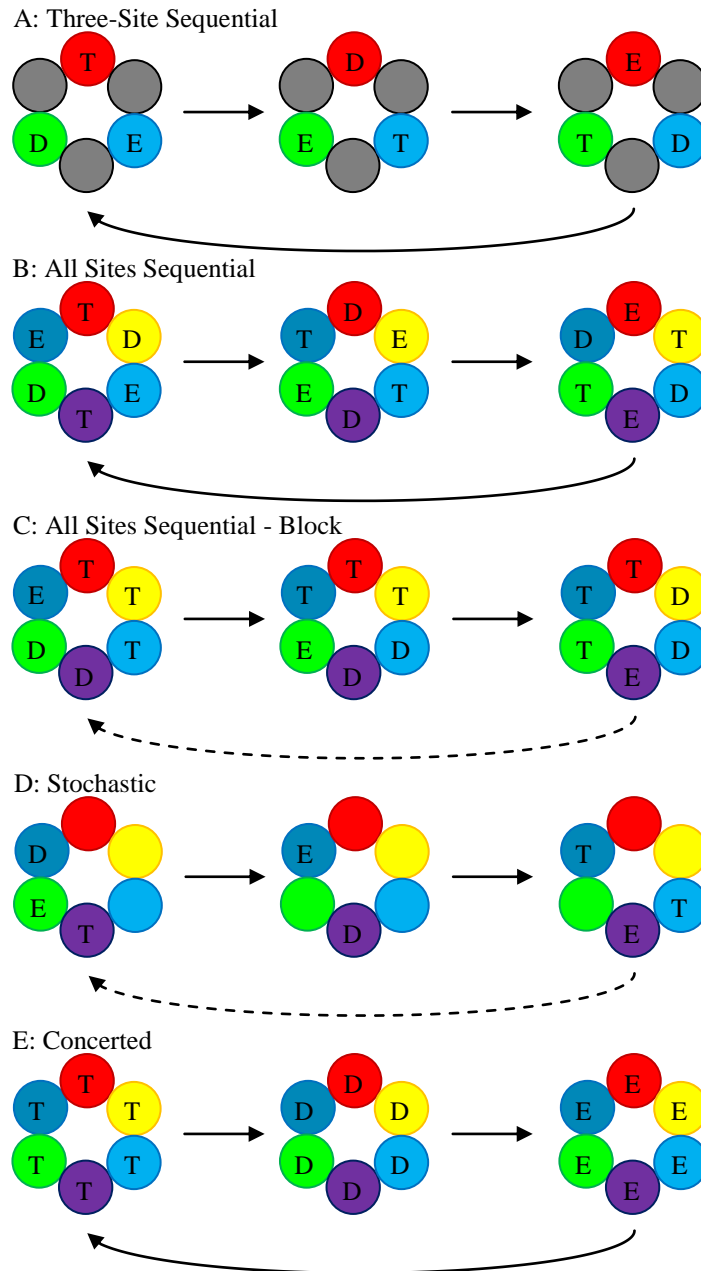 A: Three-Site Sequential
T D E
D E E T T D
B: All Sites Sequential
T D E
E D T E D T
D E E T T D
T D E
C: All Sites Sequential - Block
T T T
E T T T T D
D T E D T D
D D E
D: Stochastic
D E T
E T
T D E
E: Concerted
T D E
T T D D E E
T T D D E E
T D E